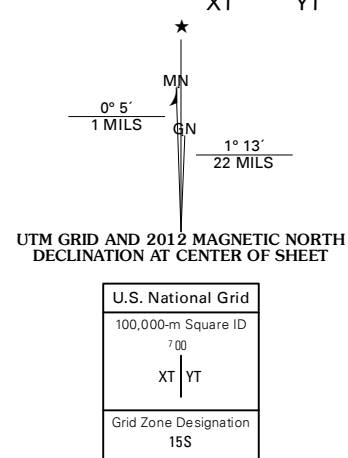 XT YT
★
MN
0° 5´
1 MILS
GN
1° 13´
22 MILS
UTM GRID AND 2012 MAGNETIC NORTH
DECLINATION AT CENTER OF SHEET
U.S. National Grid
100,000-m Square ID
7 00
XT YT
Grid Zone Designation
15S